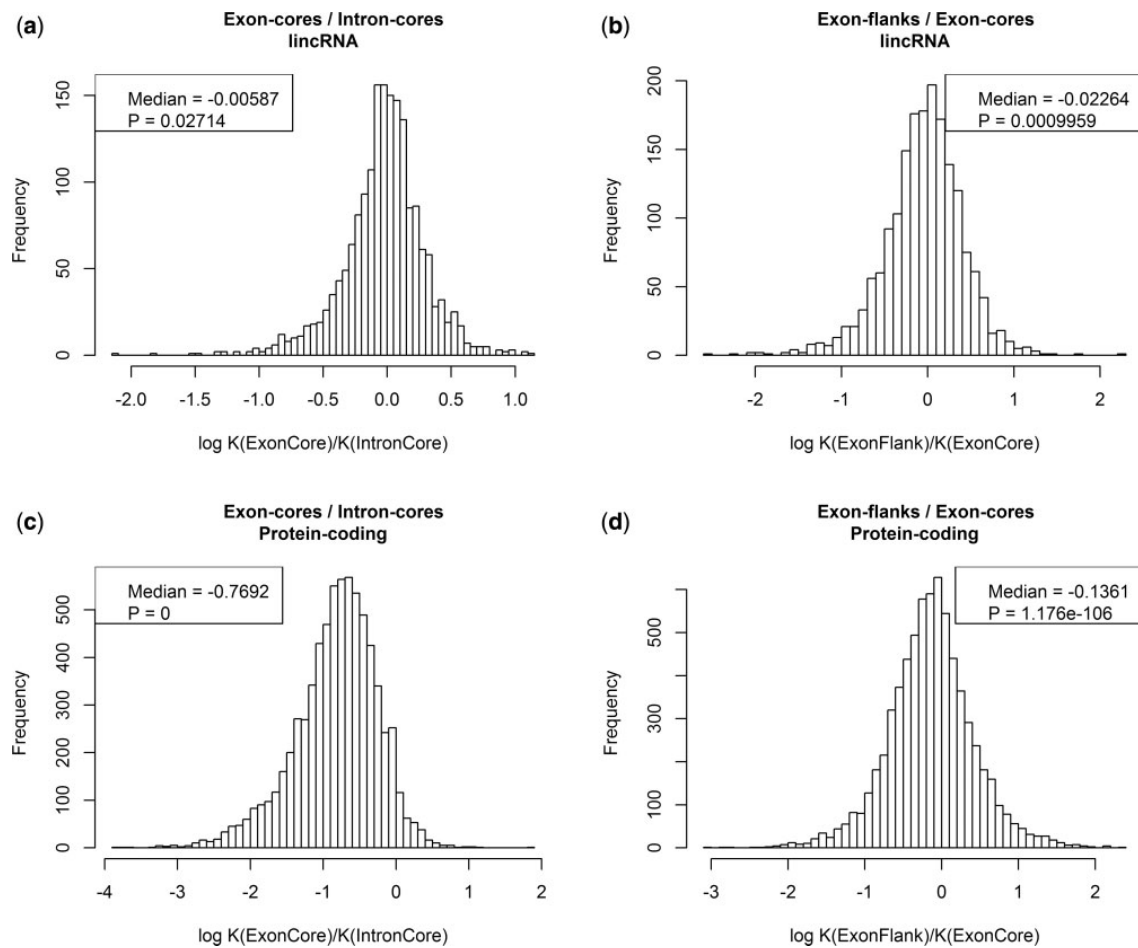 (a)
Exon-cores / Intron-cores
lincRNA
Median = -0.00587
P = 0.02714
Frequency
0
50
100
150
-2.0 -1.5 -1.0 -0.5 0.0 0.5 1.0
log K(ExonCore)/K(IntronCore)
(b)
Exon-flanks / Exon-cores
lincRNA
Median = -0.02264
P = 0.0009959
Frequency
0
50
100
150
200
-2 -1 0 1 2
log K(ExonFlank)/K(ExonCore)
(c)
Exon-cores / Intron-cores
Protein-coding
Median = -0.7692
P = 0
Frequency
0
100
200
300
400
500
-4 -3 -2 -1 0 1 2
log K(ExonCore)/K(IntronCore)
(d)
Exon-flanks / Exon-cores
Protein-coding
Median = -0.1361
P = 1.176e-106
Frequency
0
100
300
500
-3 -2 -1 0 1 2
log K(ExonFlank)/K(ExonCore)